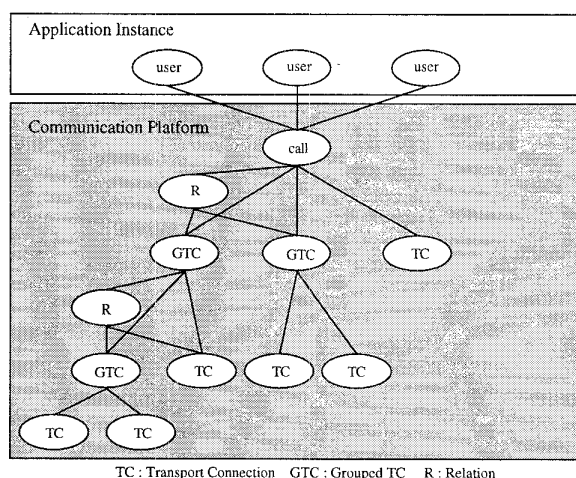 Application Instance
user user user
Communication Platform
call
R
GTC GTC TC
R
GTC TC TC TC
TC TC
TC : Transport Connection GTC : Grouped TC R : Relation